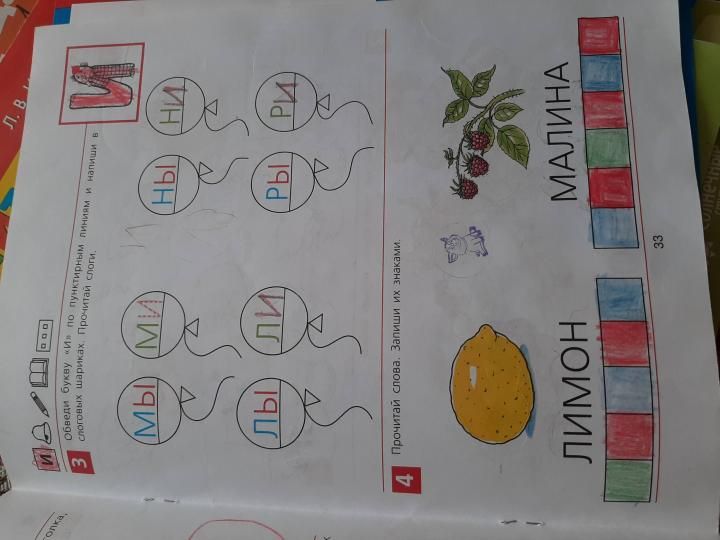 И
3
Обведи букву «И» по пунктирным линиям и напиши в
слоговых шариках. Прочитай слоги.
И
МЫ МИ НЫ НИ
ЛЫ ЛИ РЫ РИ
4
Прочитай слова. Запиши их знаками.
ЛИМОН МАЛИНА
33